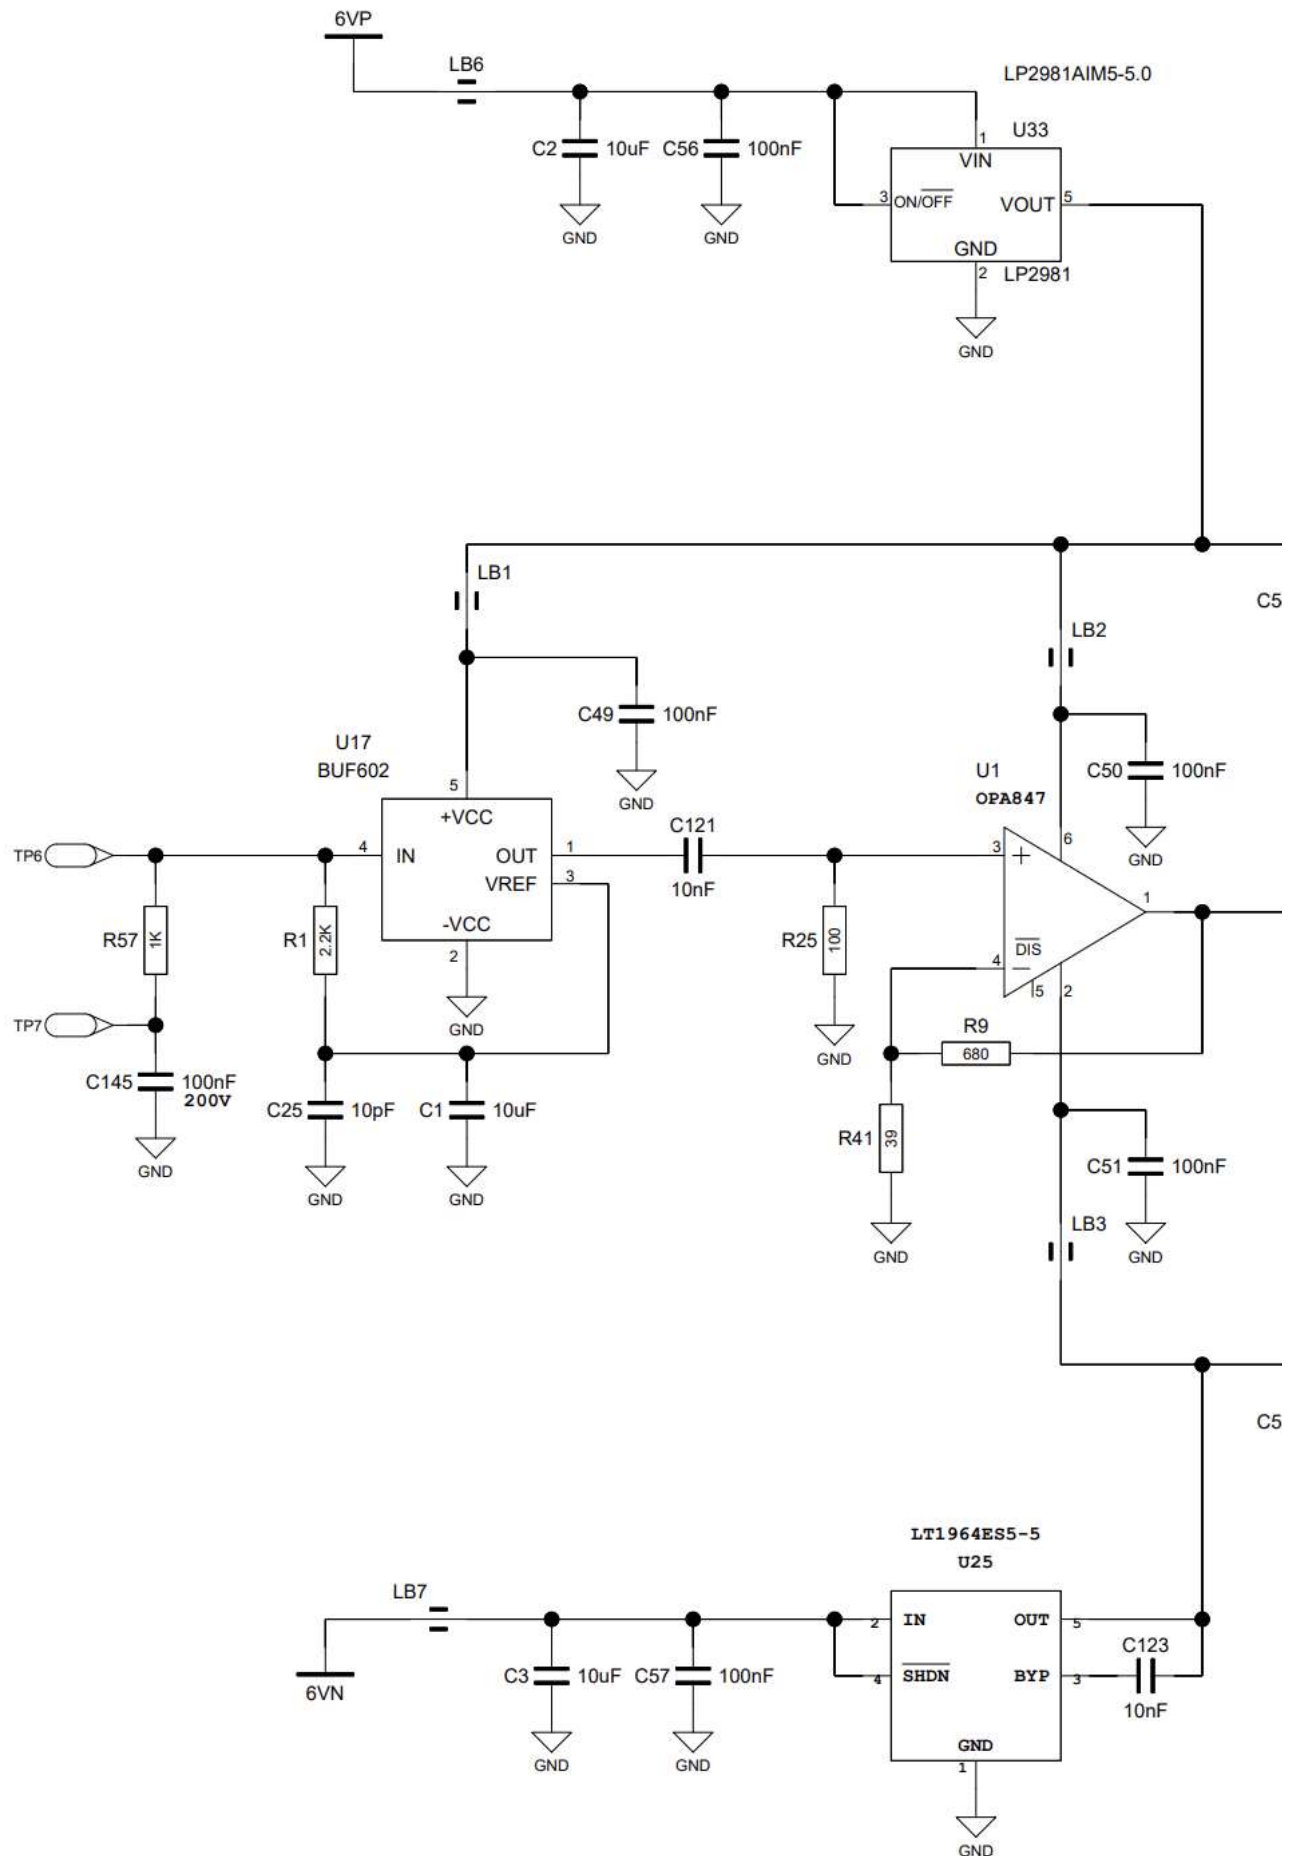 6VP
LB6
LP2981AIM5-5.0
C2 10uF C56 100nF
1 U33
VIN
3 ON/OFF VOUT 5
GND
2 LP2981
GND GND
GND
LB1
C5
LB2
C49 100nF
U17
BUF602
GND
U1
OPA847
C50 100nF
5
+VCC
C121
6
GND
TP6
4 IN OUT 1
3 +
VREF 3
10nF
1
R57 1K
R1 2.2K
-VCC
2
R25 100
DIS
4 −
5 2
GND
TP7
GND
R9
680
C145 100nF
200V
C25 10pF C1 10uF
R41 39
GND
C51 100nF
GND GND
LB3
GND
GND
C5
LT1964ES5-5
U25
LB7
2 IN OUT 5
C123
6VN
C3 10uF C57 100nF
4 SHDN BYP 3
10nF
GND GND
GND
1
GND